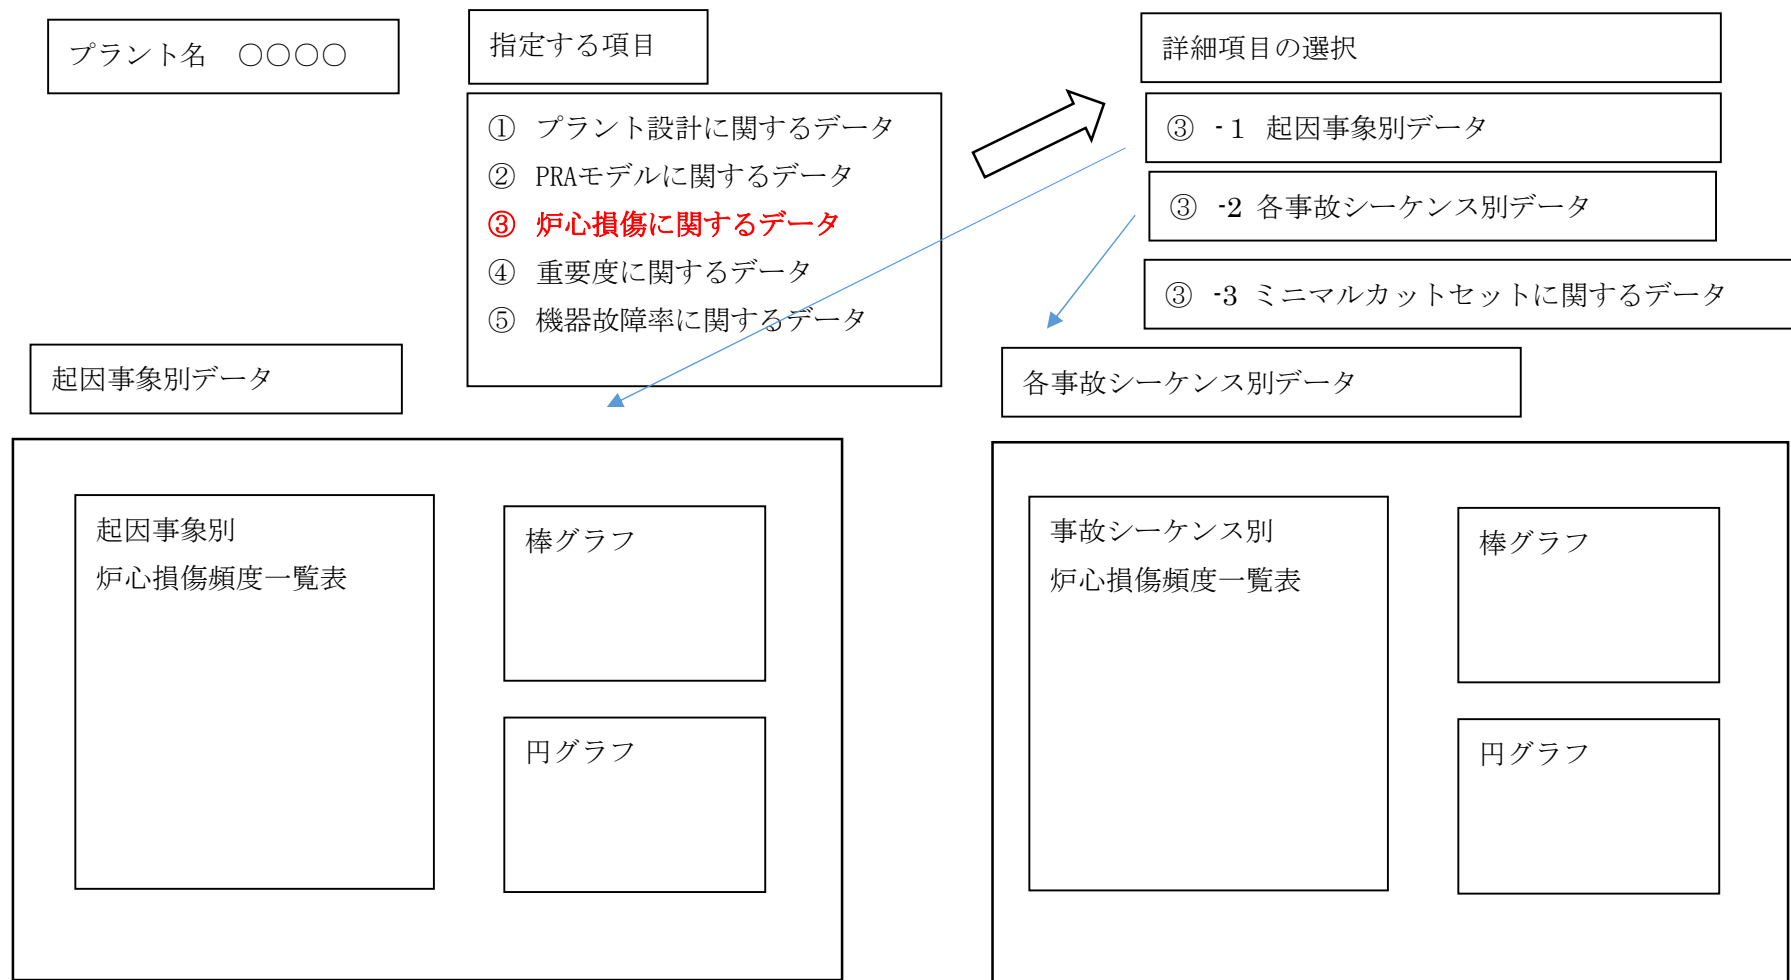 プラント名　〇〇〇〇
指定する項目
① プラント設計に関するデータ
② PRAモデルに関するデータ
③ 炉心損傷に関するデータ
④ 重要度に関するデータ
⑤ 機器故障率に関するデータ
詳細項目の選択
③ -1 起因事象別データ
③ -2 各事故シーケンス別データ
③ -3 ミニマルカットセットに関するデータ
起因事象別データ
起因事象別
炉心損傷頻度一覧表
棒グラフ
円グラフ
各事故シーケンス別データ
事故シーケンス別
炉心損傷頻度一覧表
棒グラフ
円グラフ